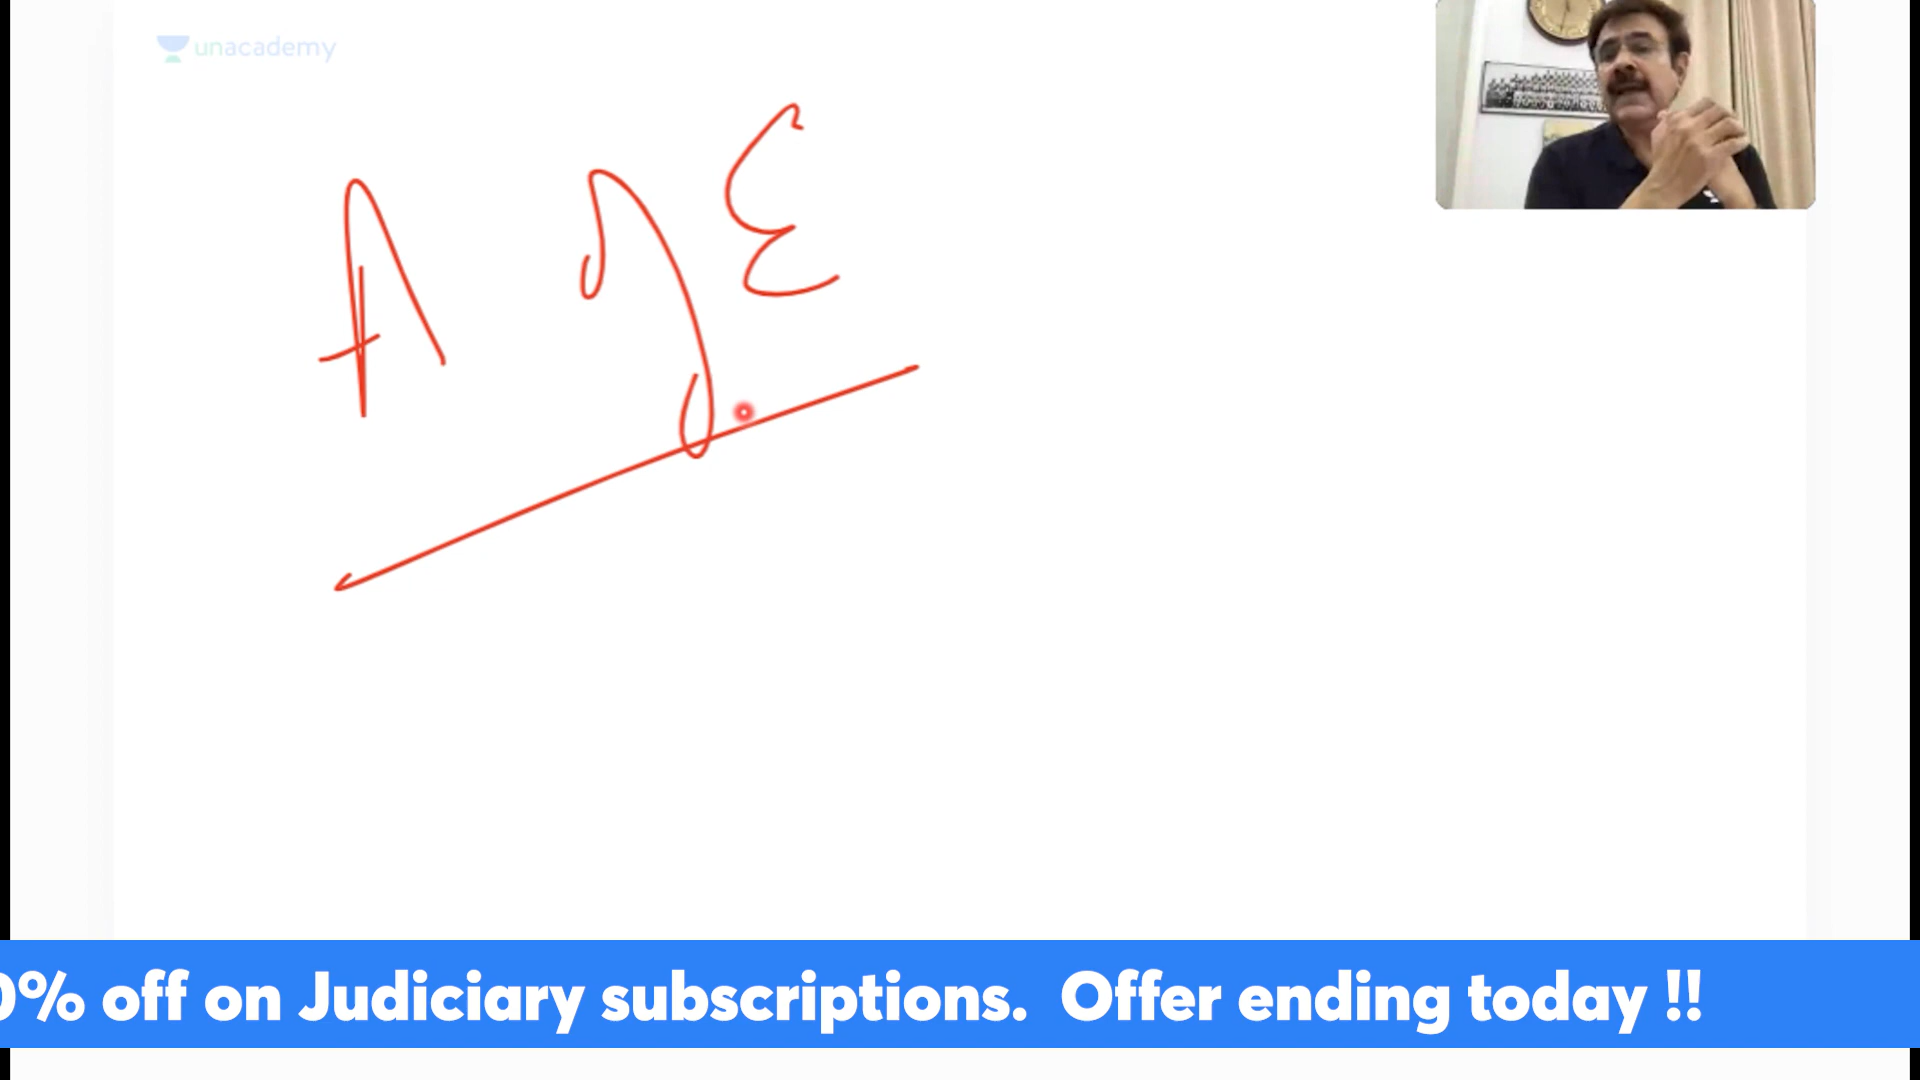 unacademy
A g E
0% off on Judiciary subscriptions. Offer ending today !!